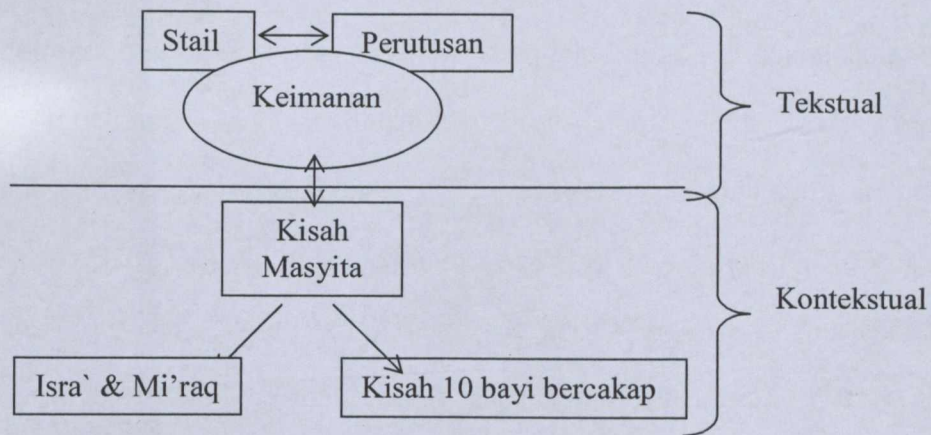 Stail
Perutusan
Keimanan
Tekstual
Kisah
Masyita
Kontekstual
Isra` & Mi'raq
Kisah 10 bayi bercakap